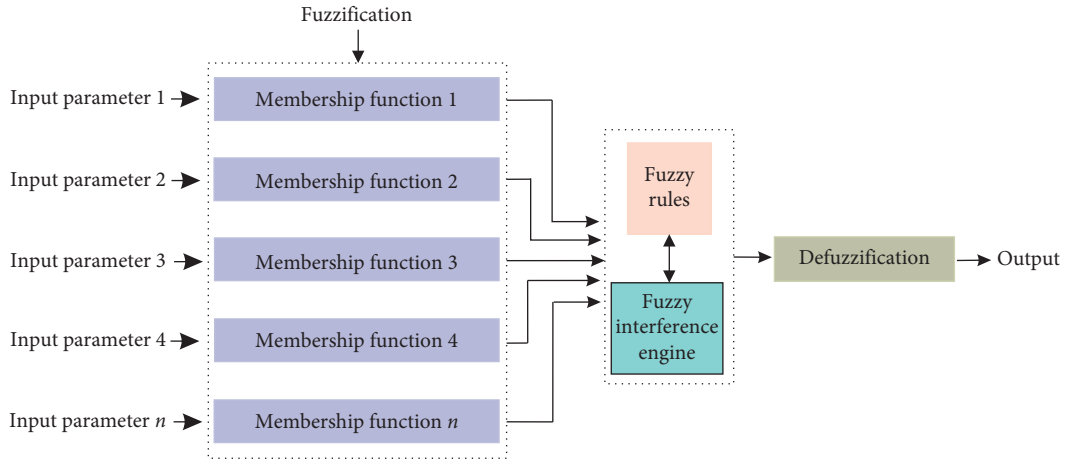 Fuzzification
Input parameter 1
Membership function 1
Input parameter 2
Membership function 2
Input parameter 3
Membership function 3
Input parameter 4
Membership function 4
Input parameter n
Membership function n
Fuzzy
rules
Fuzzy
interference
engine
Defuzzification
Output